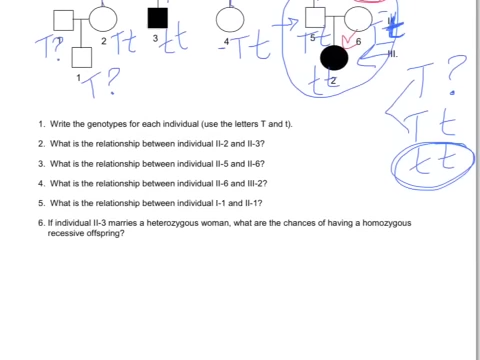 II.
T? 2 Tt 3 tt 4 Tt 5 Tt 6
III.
1 T? 2 tt
T ?
T t
t t
1. Write the genotypes for each individual (use the letters T and t).
2. What is the relationship between individual II-2 and II-3?
3. What is the relationship between individual II-5 and II-6?
4. What is the relationship between individual II-6 and III-2?
5. What is the relationship between individual I-1 and II-1?
6. If individual II-3 marries a heterozygous woman, what are the chances of having a homozygous
recessive offspring?